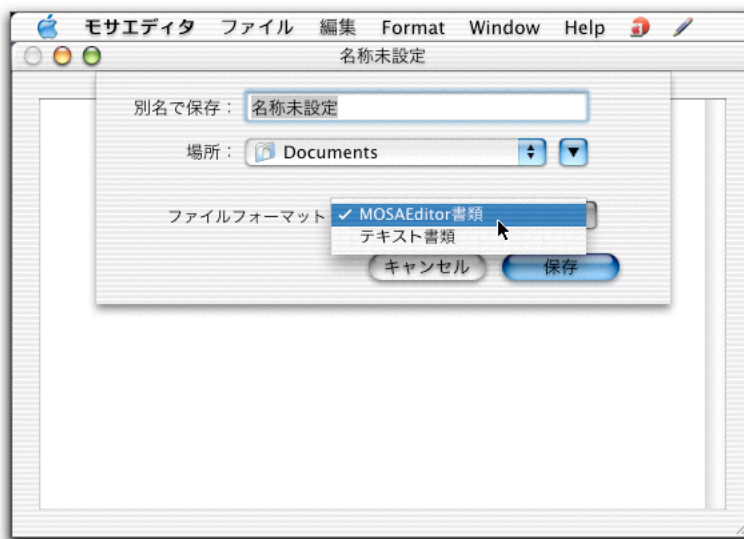 モサエディタ ファイル 編集 Format Window Help
名称未設定
別名で保存： 名称未設定
場所： Documents
ファイルフォーマット ✓ MOSAEditor書類
テキスト書類
キャンセル 保存